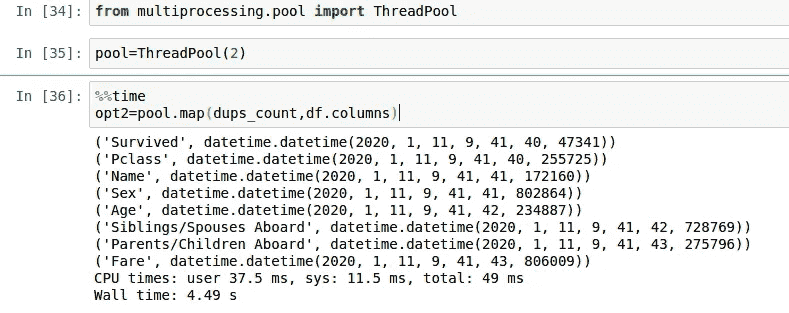 In [34]: from multiprocessing.pool import ThreadPool
In [35]: pool=ThreadPool(2)
In [36]: %%time
opt2=pool.map(dups_count,df.columns)
('Survived', datetime.datetime(2020, 1, 11, 9, 41, 40, 47341))
('Pclass', datetime.datetime(2020, 1, 11, 9, 41, 40, 255725))
('Name', datetime.datetime(2020, 1, 11, 9, 41, 41, 172160))
('Sex', datetime.datetime(2020, 1, 11, 9, 41, 41, 802864))
('Age', datetime.datetime(2020, 1, 11, 9, 41, 42, 234887))
('Siblings/Spouses Aboard', datetime.datetime(2020, 1, 11, 9, 41, 42, 728769))
('Parents/Children Aboard', datetime.datetime(2020, 1, 11, 9, 41, 43, 275796))
('Fare', datetime.datetime(2020, 1, 11, 9, 41, 43, 806009))
CPU times: user 37.5 ms, sys: 11.5 ms, total: 49 ms
Wall time: 4.49 s